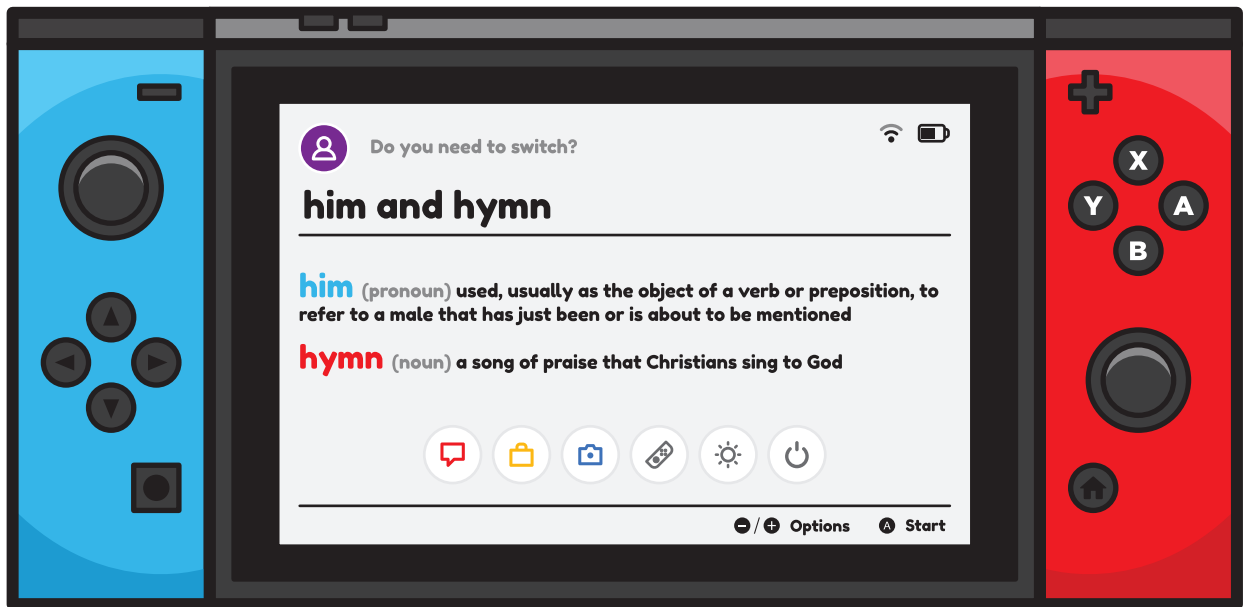 Do you need to switch?
him and hymn
him (pronoun) used, usually as the object of a verb or preposition, to
refer to a male that has just been or is about to be mentioned
hymn (noun) a song of praise that Christians sing to God
/ Options A Start
X
Y A
B